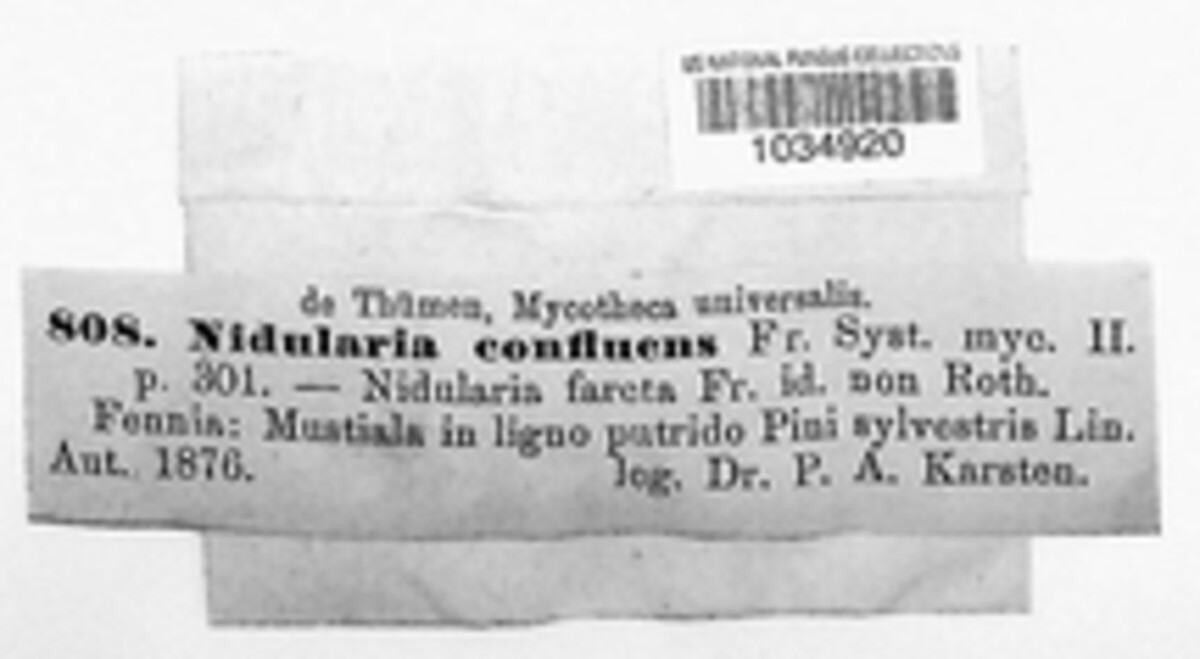 US NATIONAL FUNGUS COLLECTIONS
1034920
de Thümen, Mycotheca universalis.
808. Nidularia confluens Fr. Syst. myc. II.
p. 301. — Nidularia farcta Fr. id. non Roth.
Fennia: Mustiala in ligno putrido Pini sylvestris Lin.
Aut. 1876.
leg. Dr. P. A. Karsten.